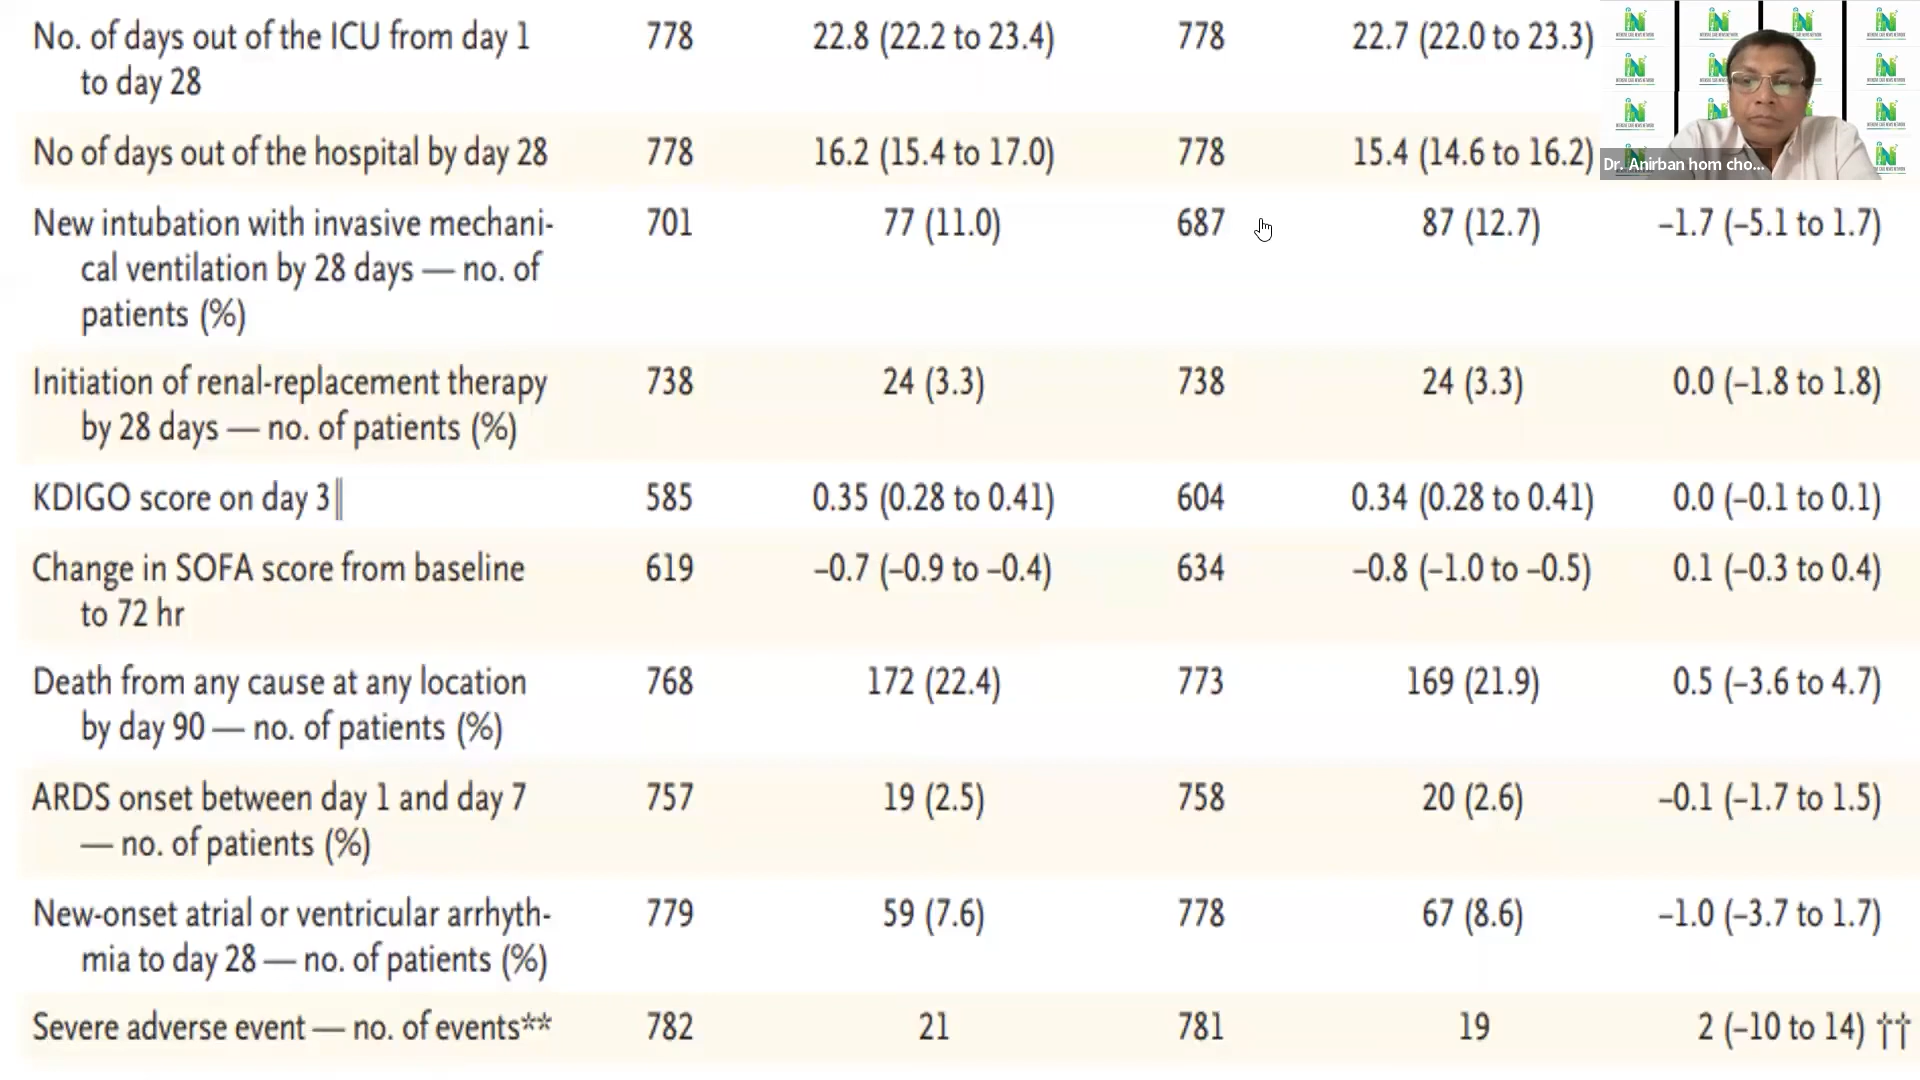 No. of days out of the ICU from day 1 778 22.8 (22.2 to 23.4) 778 22.7 (22.0 to 23.3)
to day 28
No of days out of the hospital by day 28 778 16.2 (15.4 to 17.0) 778 15.4 (14.6 to 16.2)
Dr. Anirban hom cho...
New intubation with invasive mechani- 701 77 (11.0) 687 87 (12.7) –1.7 (–5.1 to 1.7)
cal ventilation by 28 days — no. of
patients (%)
Initiation of renal-replacement therapy 738 24 (3.3) 738 24 (3.3) 0.0 (–1.8 to 1.8)
by 28 days — no. of patients (%)
KDIGO score on day 3‖ 585 0.35 (0.28 to 0.41) 604 0.34 (0.28 to 0.41) 0.0 (–0.1 to 0.1)
Change in SOFA score from baseline 619 –0.7 (–0.9 to –0.4) 634 –0.8 (–1.0 to –0.5) 0.1 (–0.3 to 0.4)
to 72 hr
Death from any cause at any location 768 172 (22.4) 773 169 (21.9) 0.5 (–3.6 to 4.7)
by day 90 — no. of patients (%)
ARDS onset between day 1 and day 7 757 19 (2.5) 758 20 (2.6) –0.1 (–1.7 to 1.5)
— no. of patients (%)
New-onset atrial or ventricular arrhyth- 779 59 (7.6) 778 67 (8.6) –1.0 (–3.7 to 1.7)
mia to day 28 — no. of patients (%)
Severe adverse event — no. of events** 782 21 781 19 2 (–10 to 14) ††